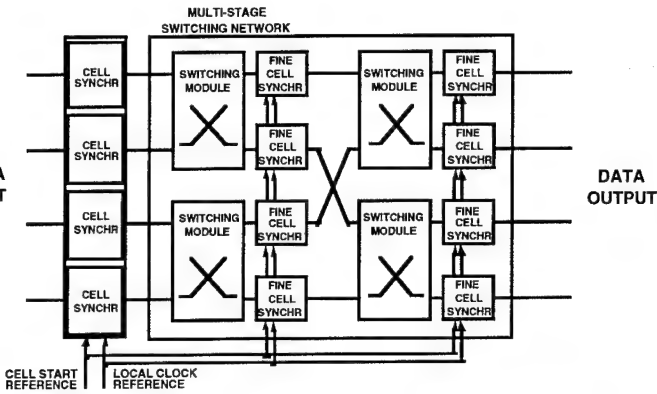 MULTI-STAGE
SWITCHING NETWORK
CELL
SYNCHR
SWITCHING
MODULE
FINE
CELL
SYNCHR
SWITCHING
MODULE
FINE
CELL
SYNCHR
CELL
SYNCHR
FINE
CELL
SYNCHR
FINE
CELL
SYNCHR
DATA
OUTPUT
CELL
SYNCHR
SWITCHING
MODULE
FINE
CELL
SYNCHR
SWITCHING
MODULE
FINE
CELL
SYNCHR
CELL
SYNCHR
FINE
CELL
SYNCHR
FINE
CELL
SYNCHR
CELL START
REFERENCE
LOCAL CLOCK
REFERENCE